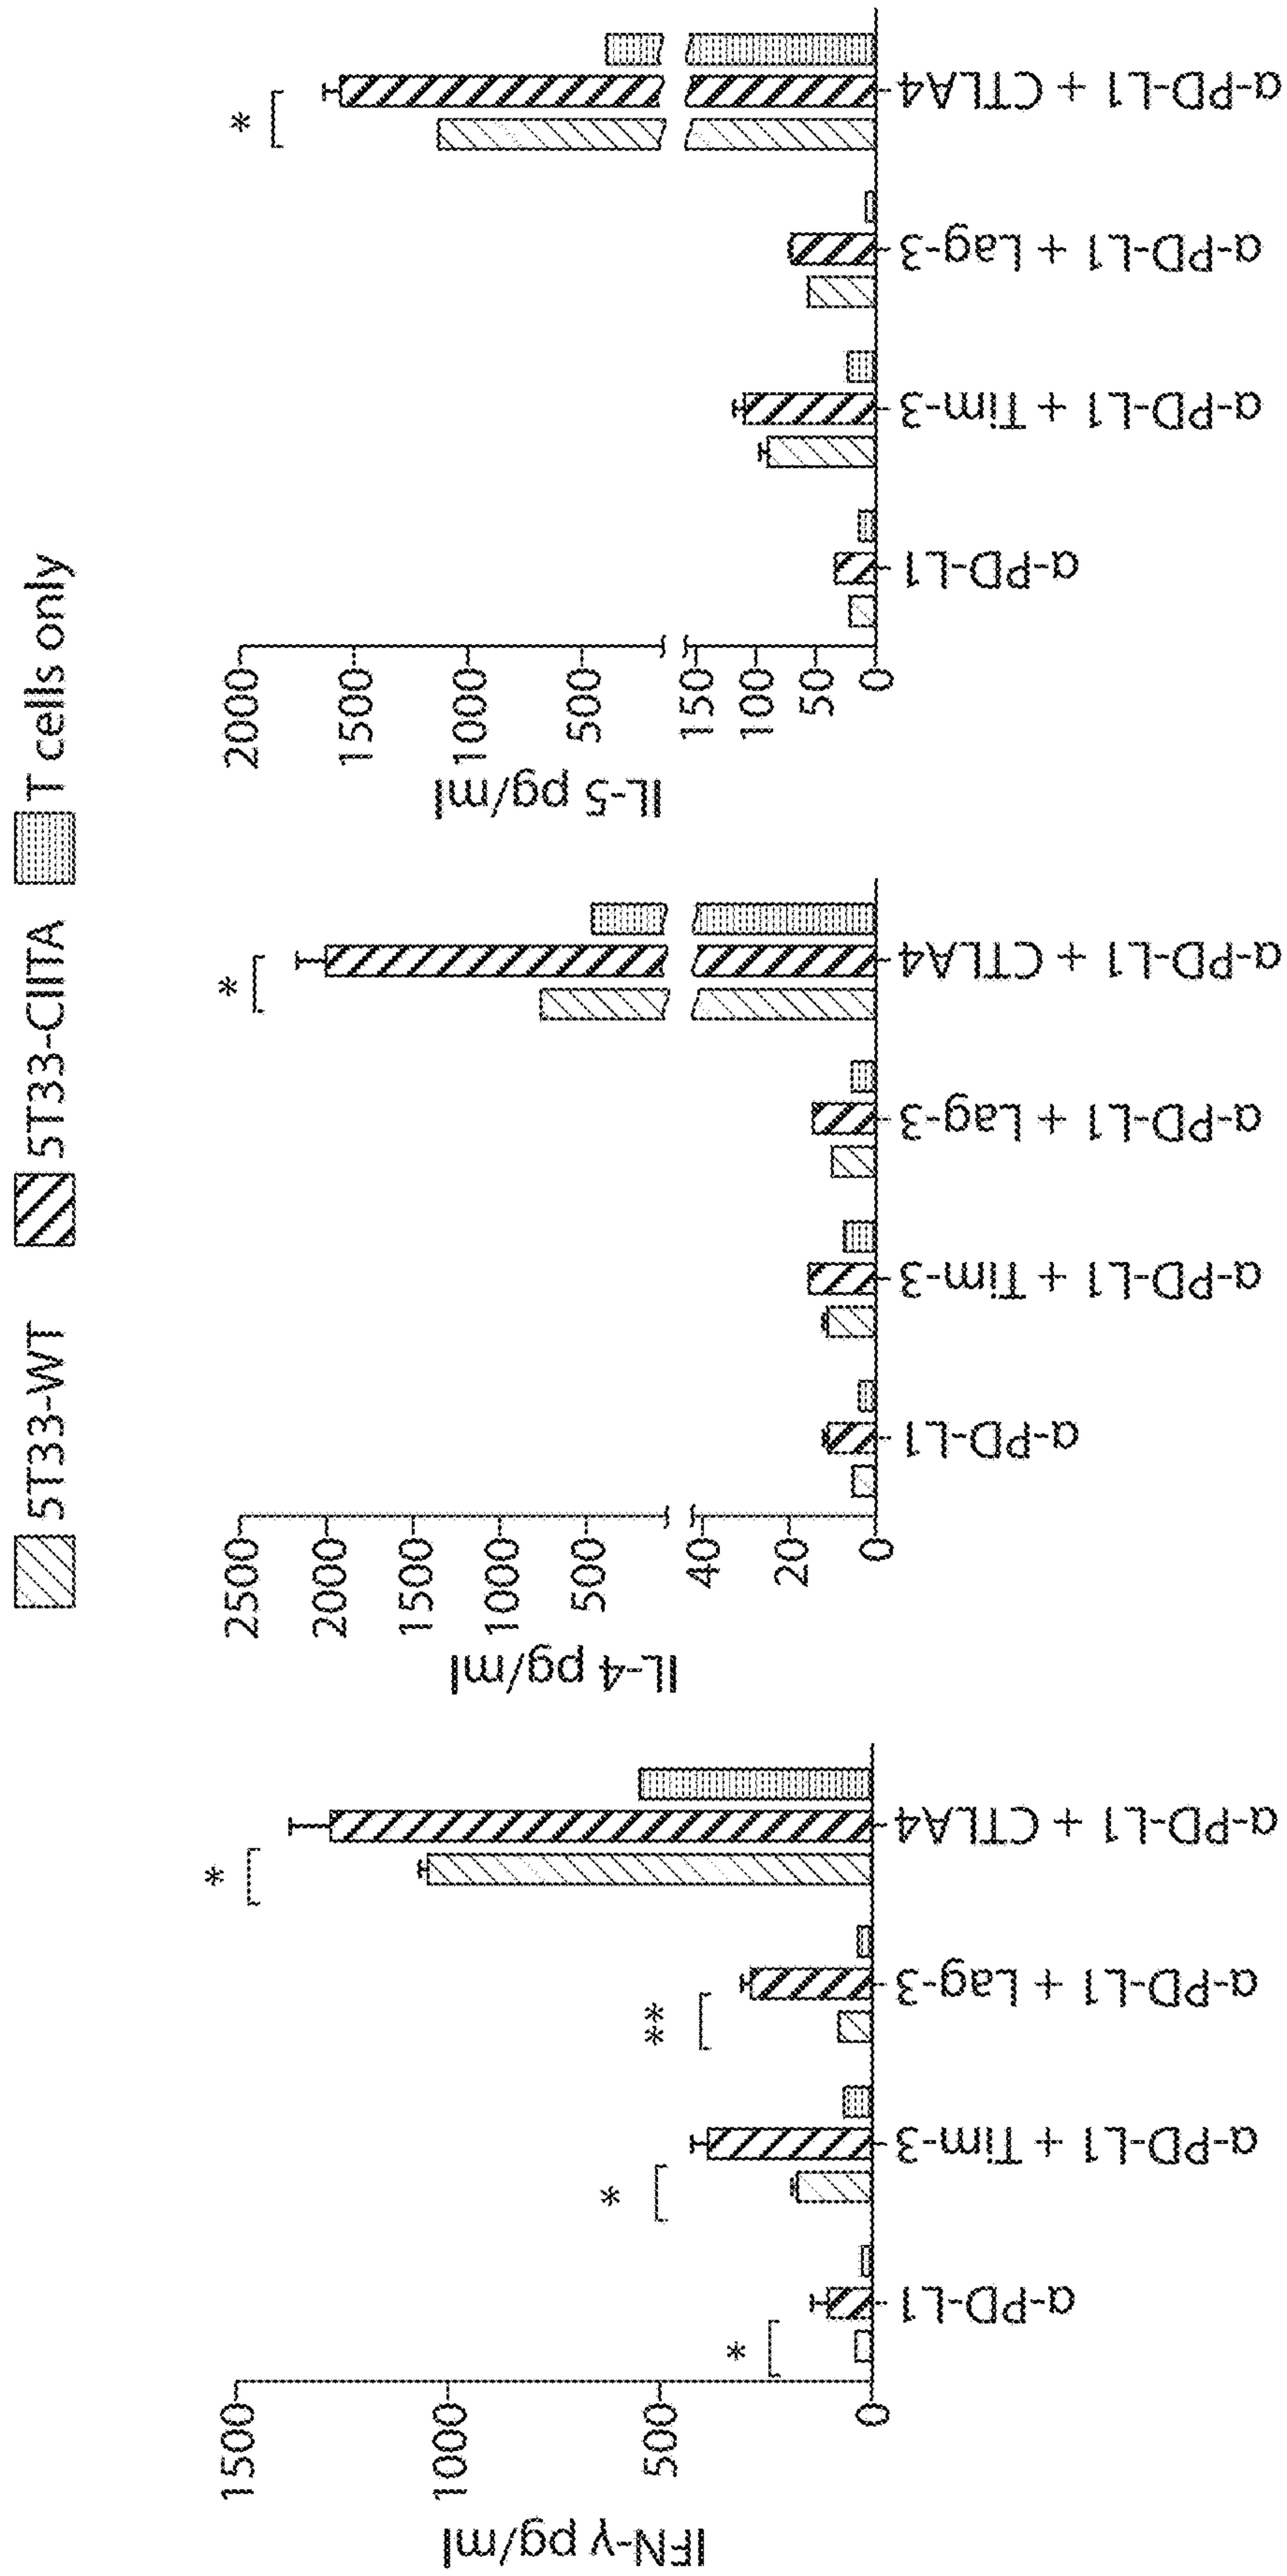 5T33-WT 5T33-CIITA T cells only
IFN-γ pg/ml
1500
1000
500
0
*
*
**
*
α-PD-L1
α-PD-L1 + Tim-3
α-PD-L1 + Lag-3
α-PD-L1 + CTLA4
IL-4 pg/ml
2500
2000
1500
1000
500
40
20
0
*
α-PD-L1
α-PD-L1 + Tim-3
α-PD-L1 + Lag-3
α-PD-L1 + CTLA4
IL-5 pg/ml
2000
1500
1000
500
150
100
50
0
*
α-PD-L1
α-PD-L1 + Tim-3
α-PD-L1 + Lag-3
α-PD-L1 + CTLA4